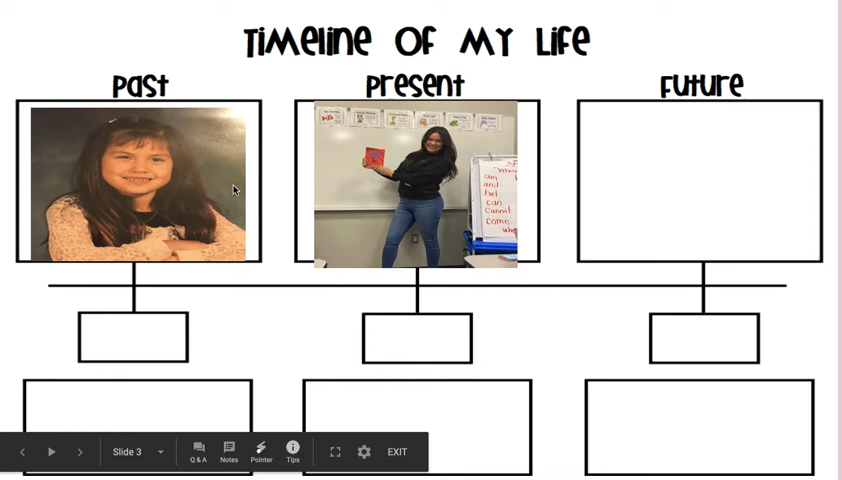 Timeline Of My Life
Past Present Future
am
and
but
can
cannot
come
Slide 3
Q & A Notes Pointer Tips EXIT